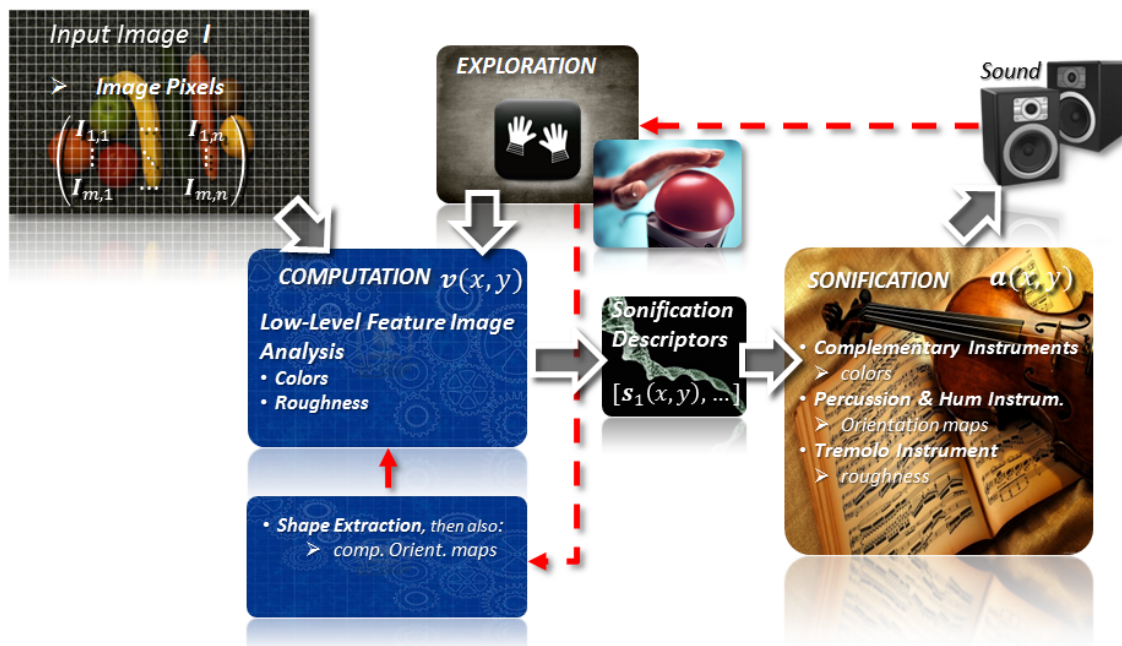 Input Image I
➢ Image Pixels
I1,1 ⋯ I1,n
⋮ ⋱ ⋮
Im,1 ⋯ Im,n
EXPLORATION
Sound
COMPUTATION v(x, y)
Low-Level Feature Image
Analysis
• Colors
• Roughness
Sonification
Descriptors
[s1(x, y), …]
SONIFICATION a(x, y)
• Complementary Instruments
➢ colors
• Percussion & Hum Instrum.
➢ Orientation maps
• Tremolo Instrument
➢ roughness
• Shape Extraction, then also:
➢ comp. Orient. maps